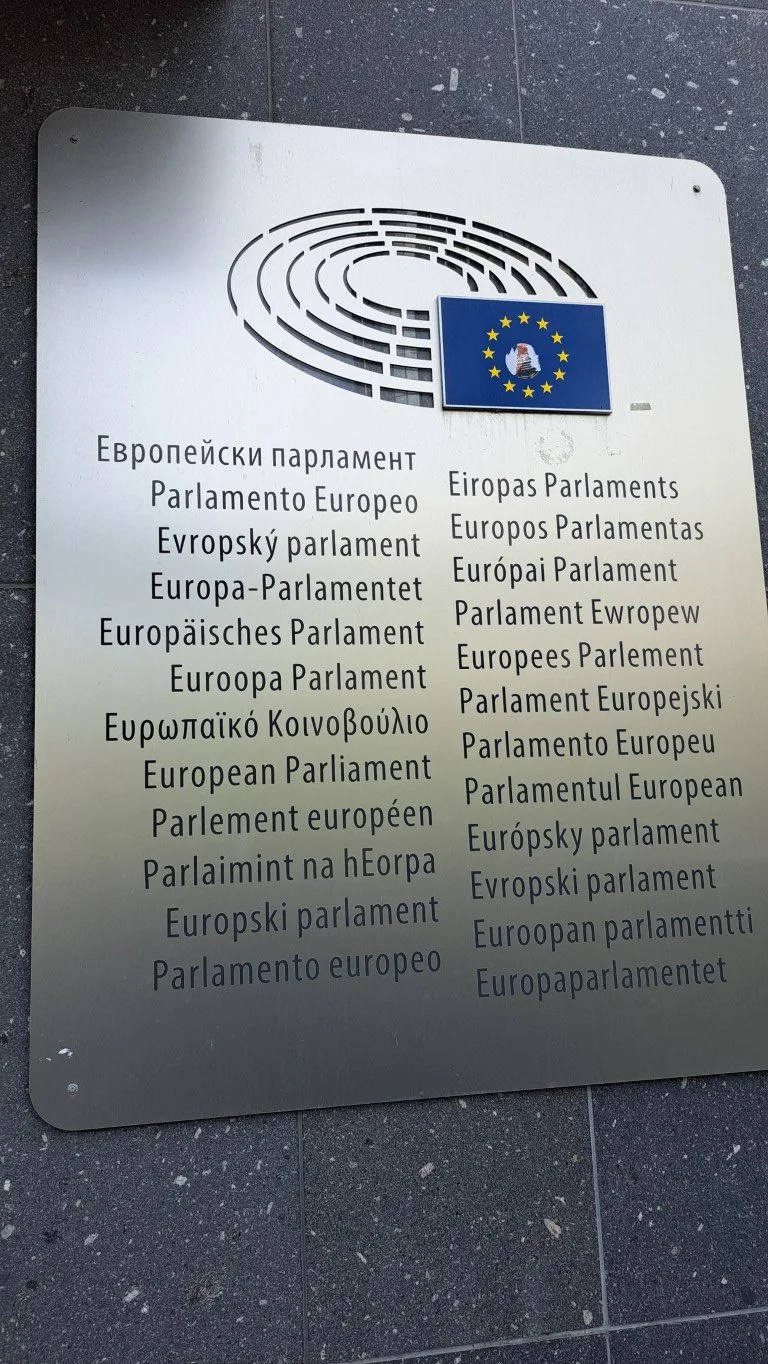 Европейски парламент
Parlamento Europeo
Evropský parlament
Europa-Parlamentet
Europäisches Parlament
Euroopa Parlament
Ευρωπαϊκό Κοινοβούλιο
European Parliament
Parlement européen
Parlaimint na hEorpa
Europski parlament
Parlamento europeo
Eiropas Parlaments
Europos Parlamentas
Európai Parlament
Parlament Ewropew
Europees Parlement
Parlament Europejski
Parlamento Europeu
Parlamentul European
Európsky parlament
Evropski parlament
Euroopan parlamentti
Europaparlamentet